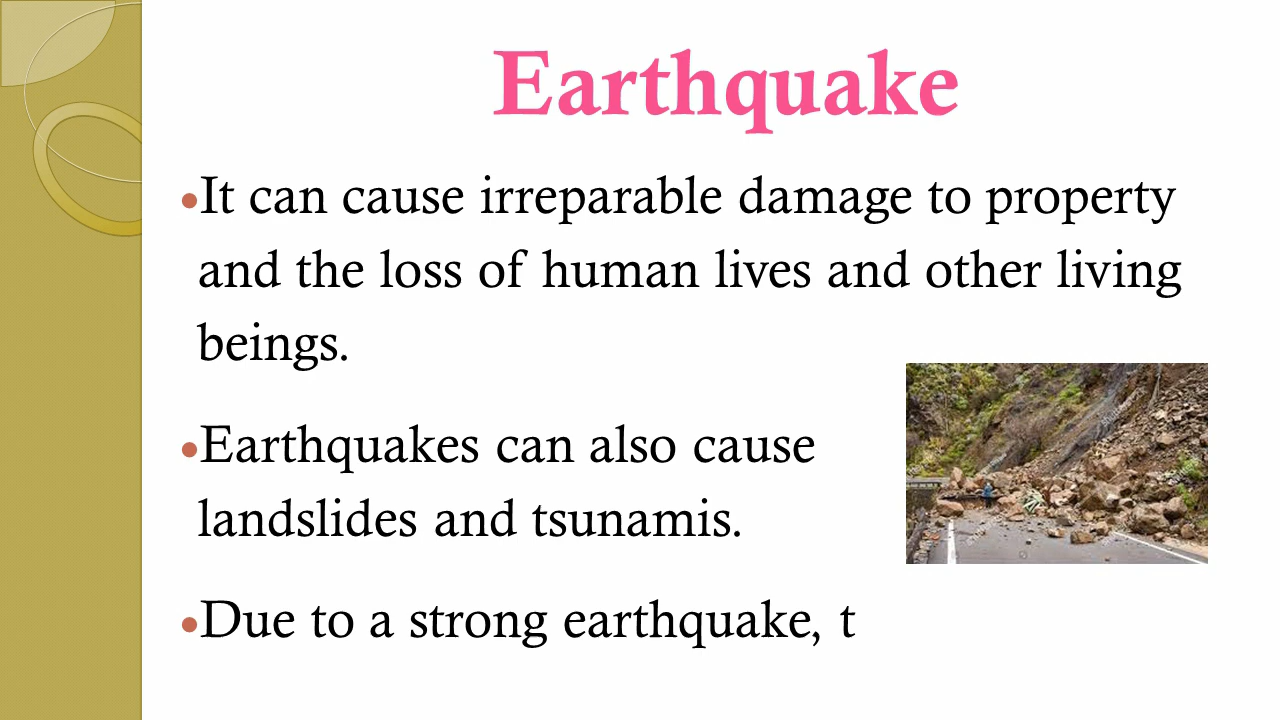 Earthquake
•It can cause irreparable damage to property
and the loss of human lives and other living
beings.
•Earthquakes can also cause
landslides and tsunamis.
•Due to a strong earthquake, t